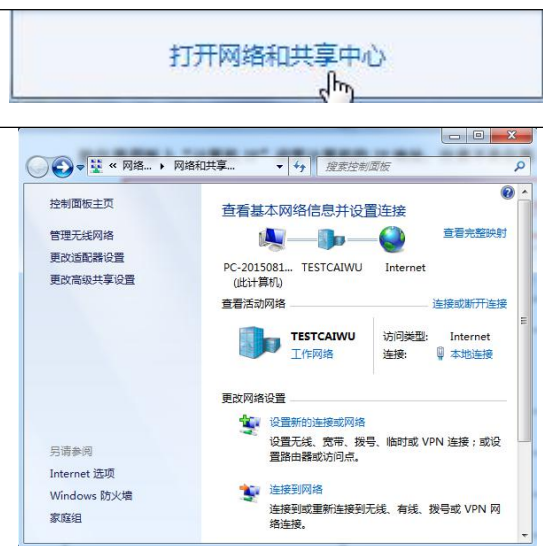 打开网络和共享中心
« 网络... ▸ 网络和共享...
搜索控制面板
控制面板主页
管理无线网络
更改适配器设置
更改高级共享设置
另请参阅
Internet 选项
Windows 防火墙
家庭组
查看基本网络信息并设置连接
查看完整映射
PC-2015081... TESTCAIWU Internet
(此计算机)
查看活动网络 连接或断开连接
TESTCAIWU 访问类型: Internet
工作网络 连接: 本地连接
更改网络设置
设置新的连接或网络
设置无线、宽带、拨号、临时或 VPN 连接；或设
置路由器或访问点。
连接到网络
连接到或重新连接到无线、有线、拨号或 VPN 网
络连接。